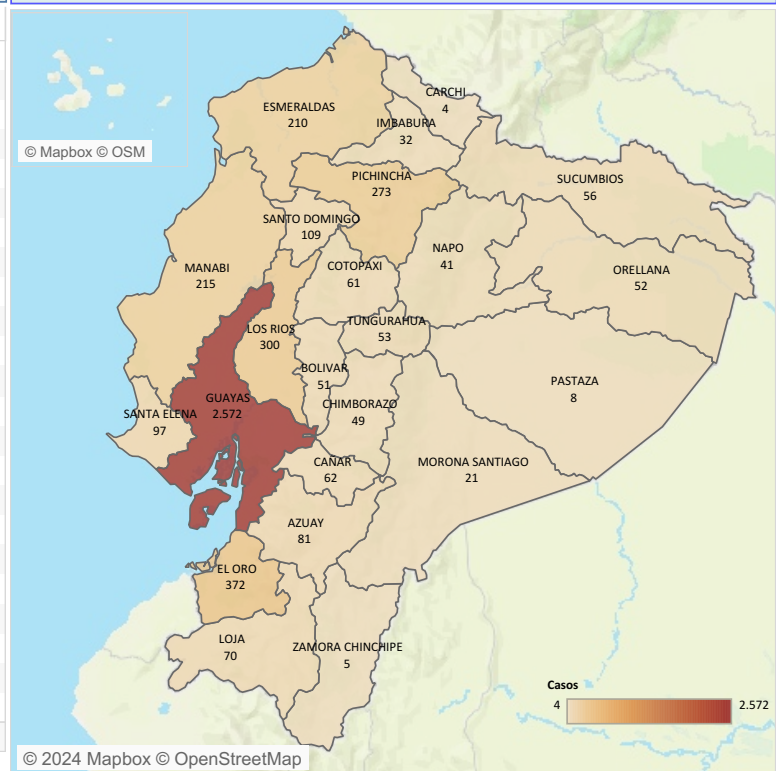 CARCHI
4
ESMERALDAS
210
IMBABURA
32
© Mapbox © OSM
PICHINCHA
273
SUCUMBIOS
56
SANTO DOMINGO
109
NAPO
41
MANABI
215
COTOPAXI
61
ORELLANA
52
LOS RIOS
300
TUNGURAHUA
53
BOLIVAR
51
PASTAZA
8
GUAYAS
2.572
CHIMBORAZO
49
SANTA ELENA
97
CAÑAR
62
MORONA SANTIAGO
21
AZUAY
81
EL ORO
372
LOJA
70
ZAMORA CHINCHIPE
5
Casos
4 2.572
© 2024 Mapbox © OpenStreetMap